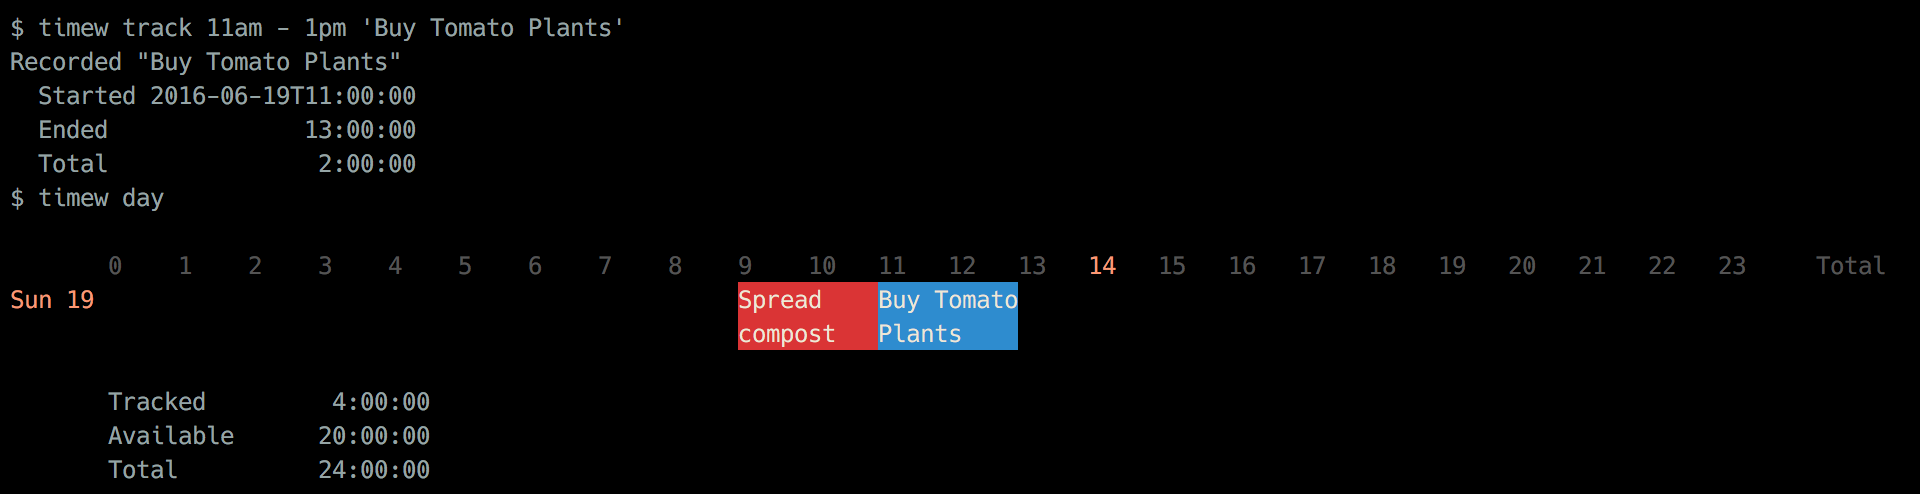 $ timew track 11am - 1pm 'Buy Tomato Plants'
Recorded "Buy Tomato Plants"
  Started 2016-06-19T11:00:00
  Ended              13:00:00
  Total               2:00:00
$ timew day
       0    1    2    3    4    5    6    7    8    9    10   11   12   13   14   15   16   17   18   19   20   21   22   23     Total
Sun 19                                              Spread    Buy Tomato
                                                    compost   Plants
       Tracked         4:00:00
       Available      20:00:00
       Total          24:00:00